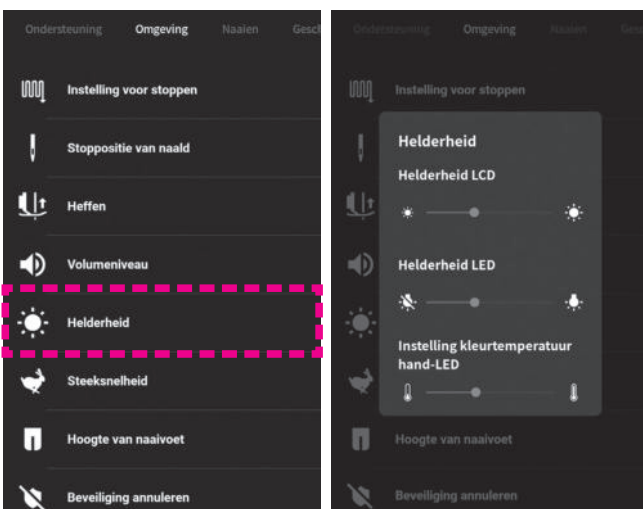 Ondersteuning Omgeving Naaien
Instelling voor stoppen
Stoppositie van naald
Heffen
Volumeniveau
Helderheid
Steeksnelheid
Hoogte van naaivoet
Beveiliging annuleren
Ondersteuning Omgeving Naaien
Instelling voor stoppen
Helderheid
Helderheid LCD
Helderheid LED
Instelling kleurtemperatuur
hand-LED
Hoogte van naaivoet
Beveiliging annuleren